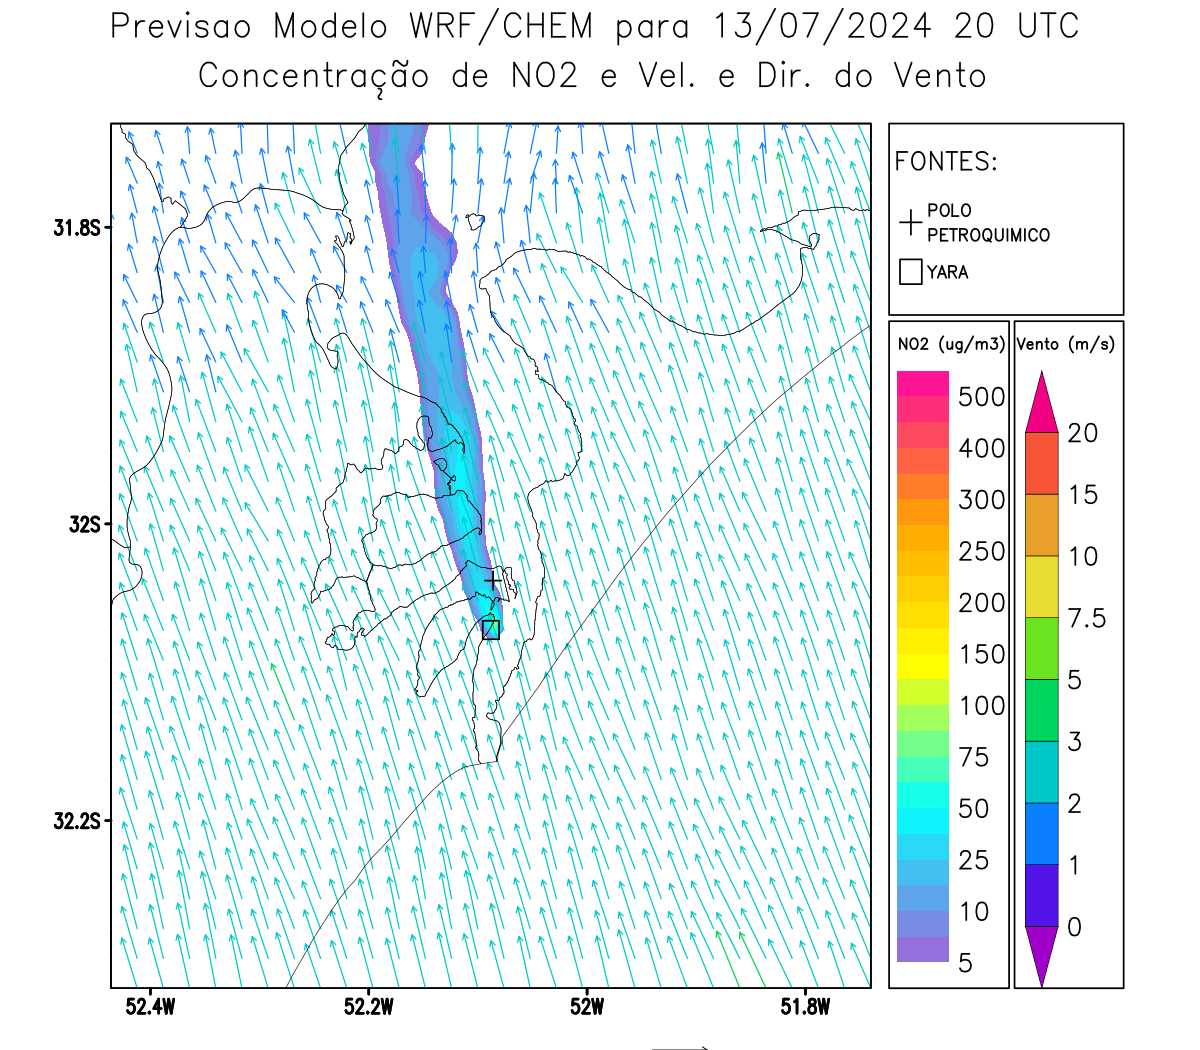 Previsao Modelo WRF/CHEM para 13/07/2024 20 UTC
Concentração de NO2 e Vel. e Dir. do Vento
FONTES:
POLO
PETROQUIMICO
YARA
NO2 (ug/m3)
500
400
300
250
200
150
100
75
50
25
10
5
Vento (m/s)
20
15
10
7.5
5
3
2
1
0
31.8S
32S
32.2S
52.4W
52.2W
52W
51.8W